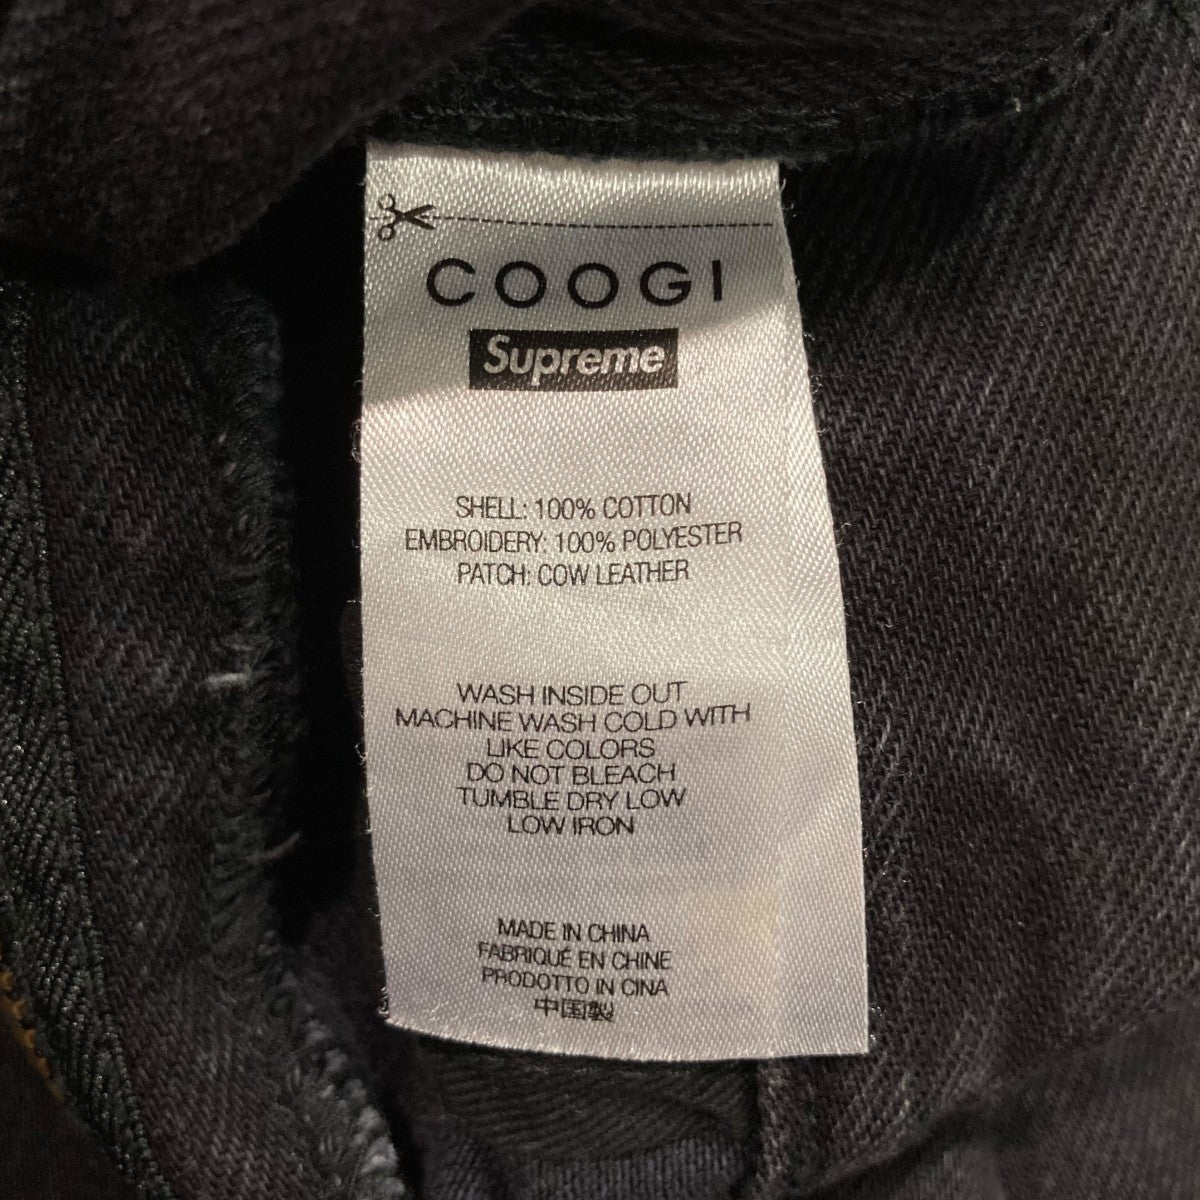 COOGI
Supreme
SHELL: 100% COTTON
EMBROIDERY: 100% POLYESTER
PATCH: COW LEATHER
WASH INSIDE OUT
MACHINE WASH COLD WITH
LIKE COLORS
DO NOT BLEACH
TUMBLE DRY LOW
LOW IRON
MADE IN CHINA
FABRIQUÉ EN CHINE
PRODOTTO IN CINA
中国製